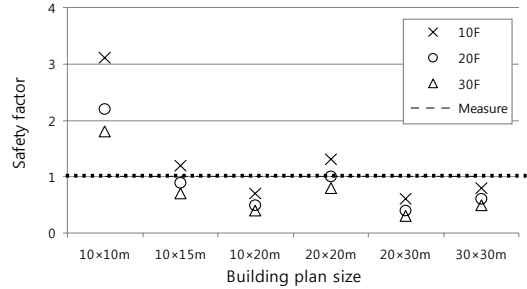 4
3
2
1
0
Safety factor
10F
20F
30F
Measure
10×10m 10×15m 10×20m 20×20m 20×30m 30×30m
Building plan size